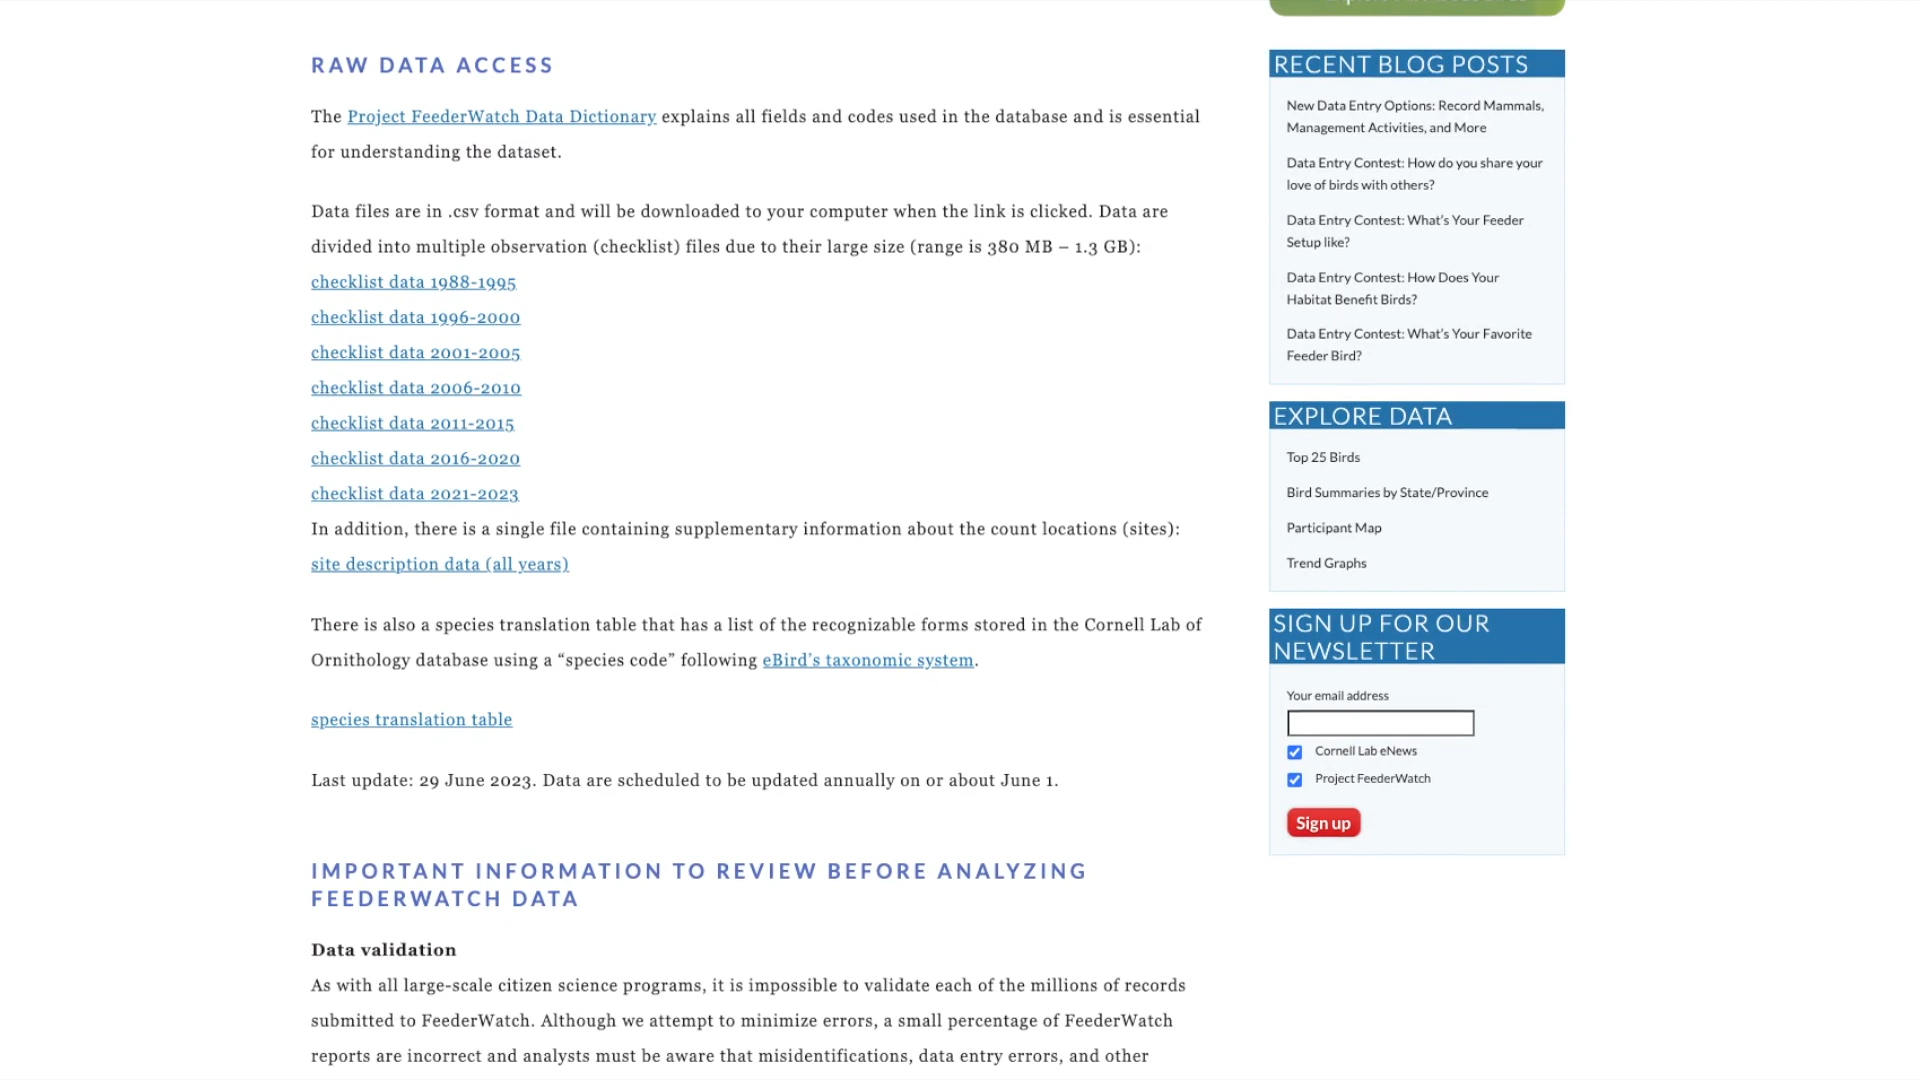 RAW DATA ACCESS
The Project FeederWatch Data Dictionary explains all fields and codes used in the database and is essential
for understanding the dataset.
Data files are in .csv format and will be downloaded to your computer when the link is clicked. Data are
divided into multiple observation (checklist) files due to their large size (range is 380 MB – 1.3 GB):
checklist data 1988-1995
checklist data 1996-2000
checklist data 2001-2005
checklist data 2006-2010
checklist data 2011-2015
checklist data 2016-2020
checklist data 2021-2023
In addition, there is a single file containing supplementary information about the count locations (sites):
site description data (all years)
There is also a species translation table that has a list of the recognizable forms stored in the Cornell Lab of
Ornithology database using a “species code” following eBird’s taxonomic system.
species translation table
Last update: 29 June 2023. Data are scheduled to be updated annually on or about June 1.
IMPORTANT INFORMATION TO REVIEW BEFORE ANALYZING
FEEDERWATCH DATA
Data validation
As with all large-scale citizen science programs, it is impossible to validate each of the millions of records
submitted to FeederWatch. Although we attempt to minimize errors, a small percentage of FeederWatch
reports are incorrect and analysts must be aware that misidentifications, data entry errors, and other
RECENT BLOG POSTS
New Data Entry Options: Record Mammals,
Management Activities, and More
Data Entry Contest: How do you share your
love of birds with others?
Data Entry Contest: What’s Your Feeder
Setup like?
Data Entry Contest: How Does Your
Habitat Benefit Birds?
Data Entry Contest: What’s Your Favorite
Feeder Bird?
EXPLORE DATA
Top 25 Birds
Bird Summaries by State/Province
Participant Map
Trend Graphs
SIGN UP FOR OUR
NEWSLETTER
Your email address
Cornell Lab eNews
Project FeederWatch
Sign up